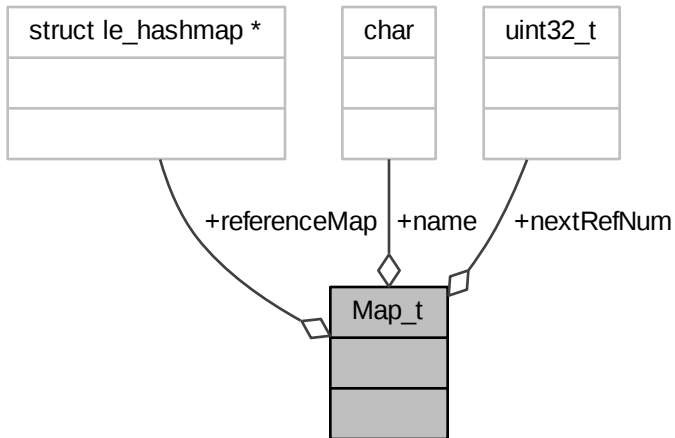 struct le_hashmap *
char
uint32_t
+referenceMap
+name
+nextRefNum
Map_t